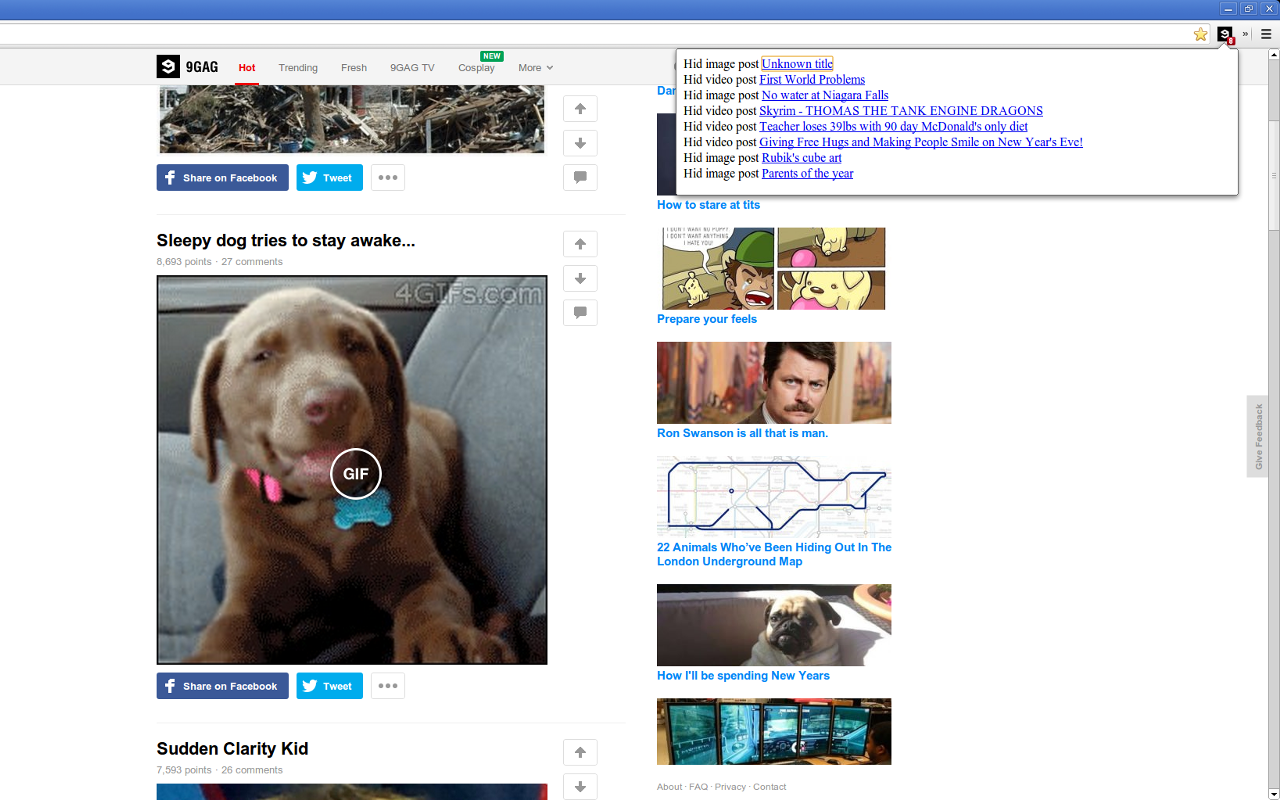 9GAG
Hot
Trending
Fresh
9GAG TV
Cosplay
NEW
More
Hid image post Unknown title
Hid video post First World Problems
Hid image post No water at Niagara Falls
Hid video post Skyrim - THOMAS THE TANK ENGINE DRAGONS
Hid video post Teacher loses 39lbs with 90 day McDonald's only diet
Hid video post Giving Free Hugs and Making People Smile on New Year's Eve!
Hid image post Rubik's cube art
Hid image post Parents of the year
Share on Facebook
Tweet
Sleepy dog tries to stay awake...
8,693 points · 27 comments
4GIFs.com
GIF
Share on Facebook
Tweet
Sudden Clarity Kid
7,593 points · 26 comments
Dar
How to stare at tits
I DON'T WANT NO PUPPY
I DON'T WANT ANYTHING
I HATE YOU!
Prepare your feels
Ron Swanson is all that is man.
22 Animals Who've Been Hiding Out In The
London Underground Map
How I'll be spending New Years
About · FAQ · Privacy · Contact
Give Feedback